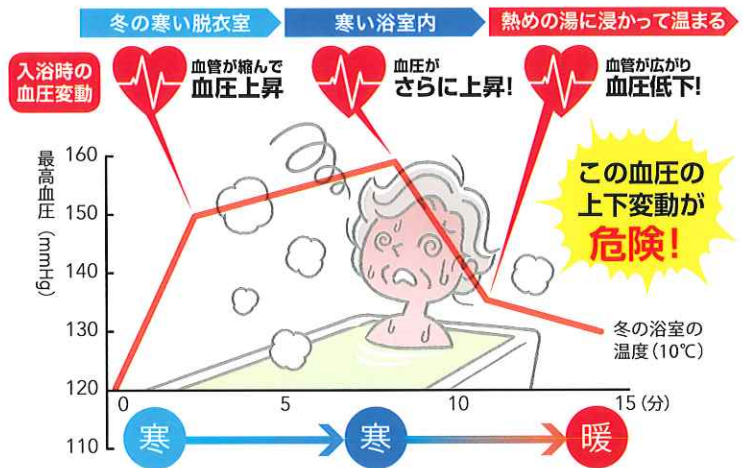 冬の寒い脱衣室
寒い浴室内
熱めの湯に浸かって温まる
入浴時の
血圧変動
血管が縮んで
血圧上昇
血圧が
さらに上昇!
血管が広がり
血圧低下!
この血圧の
上下変動が
危険!
最高血圧(mmHg)
160
150
140
130
120
110
冬の浴室の
温度(10℃)
0
5
10
15(分)
寒
寒
暖